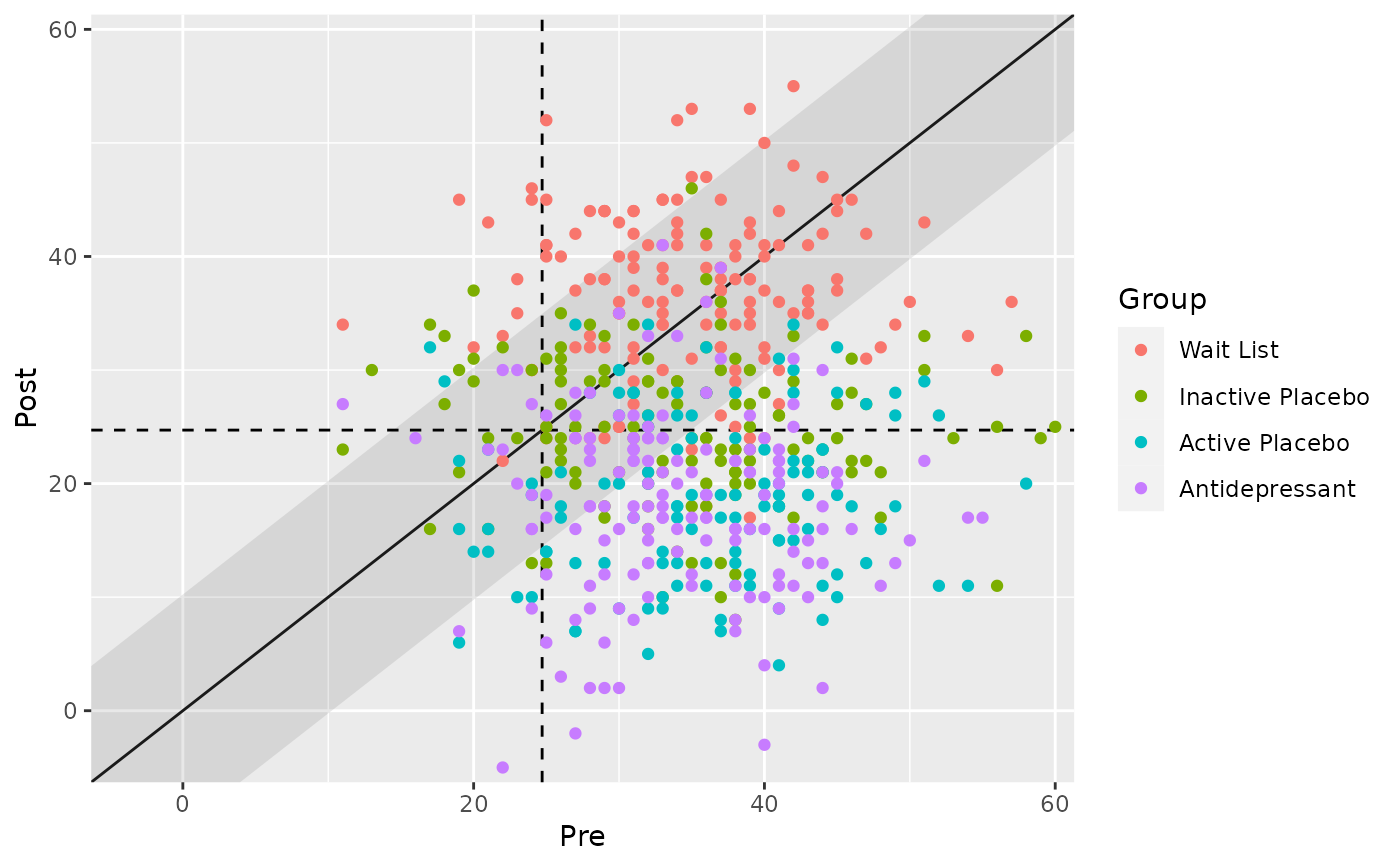 60
40
20
0
Post
0 20 40 60
Pre
Group
Wait List
Inactive Placebo
Active Placebo
Antidepressant